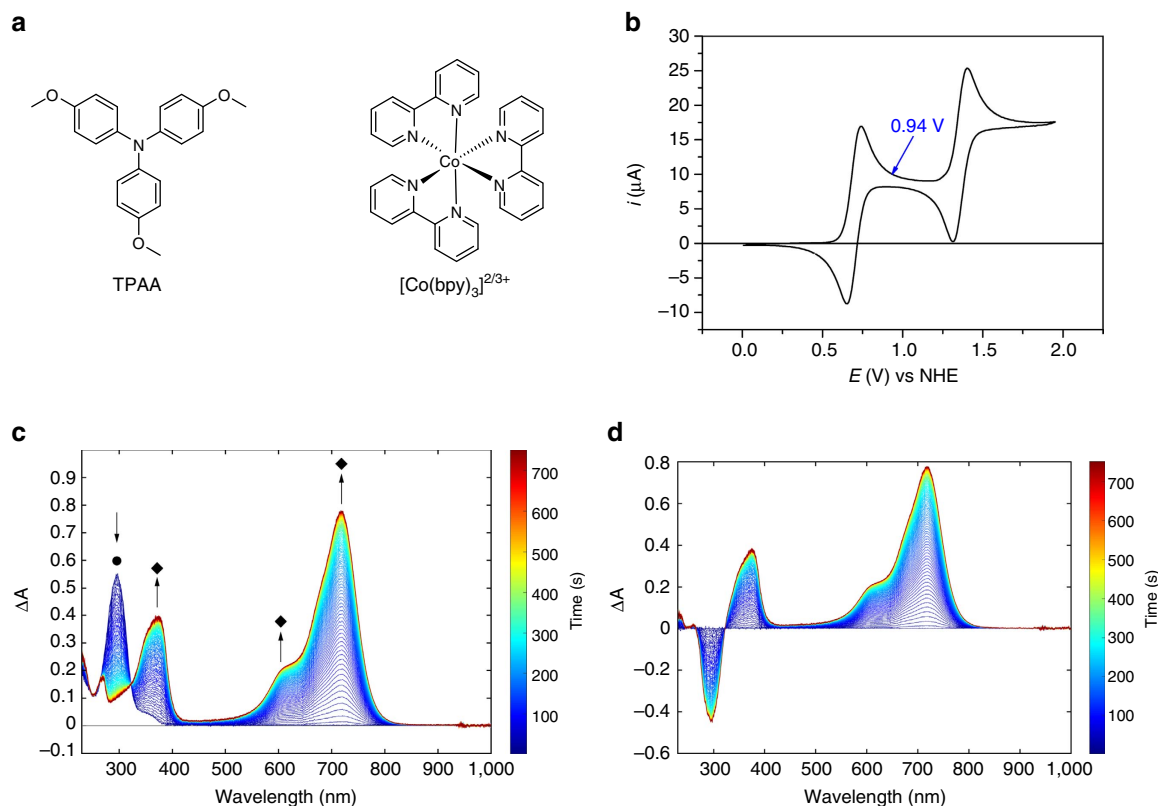 a
O
O
N
O
TPAA
N
N
N
Co
N
N
N
[Co(bpy)3]2/3+
b
30
25
20
15
10
5
0
−5
−10
i (μA)
0.94 V
0.0 0.5 1.0 1.5 2.0
E (V) vs NHE
c
0.9
0.8
0.7
0.6
0.5
0.4
0.3
0.2
0.1
0
−0.1
ΔA
300 400 500 600 700 800 900 1,000
Wavelength (nm)
700
600
500
400
300
200
100
Time (s)
d
0.8
0.4
0.2
0
−0.2
−0.4
−0.6
ΔA
300 400 500 600 700 800 900 1,000
Wavelength (nm)
700
600
500
400
300
200
100
Time (s)